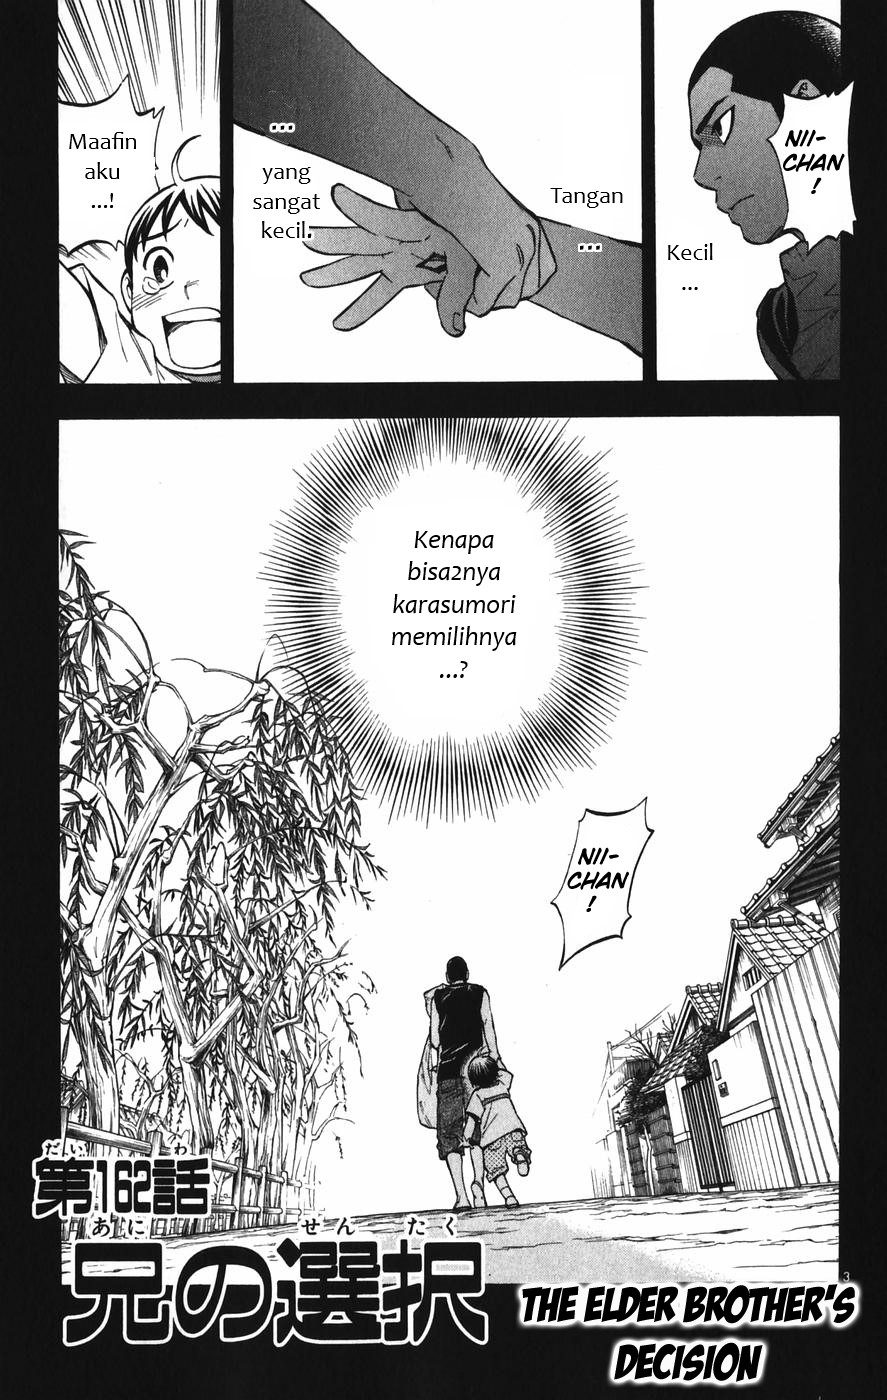 NII-
CHAN
!
Kecil
...
Tangan
...
...
yang
sangat
kecil.
Maafin
aku
...!
Kenapa
bisa2nya
karasumori
memilihnya
...?
NII-
CHAN
!
だい わ
第162話
あに せんたく
兄の選択
3
THE ELDER BROTHER'S
DECISION